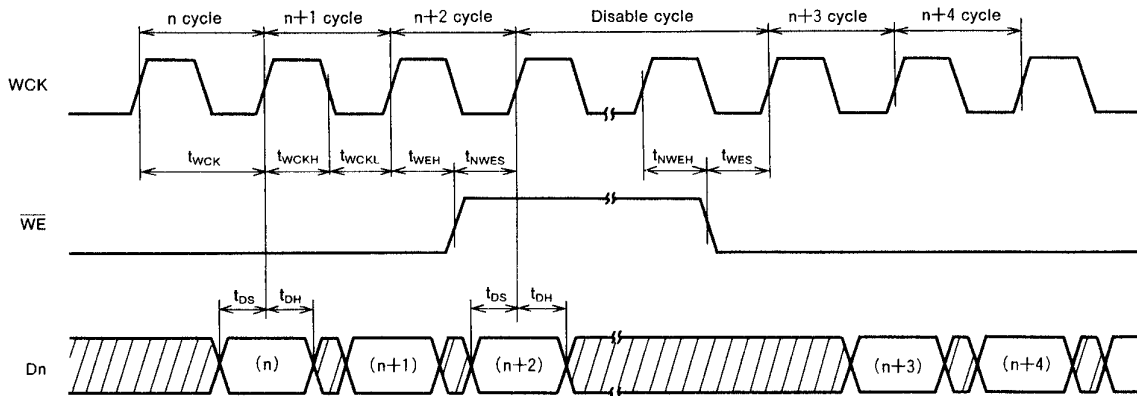 n cycle n+1 cycle n+2 cycle Disable cycle n+3 cycle n+4 cycle
WCK
tWCK tWCKH tWCKL tWEH tNWES tNWEH tWES
WE
tDS tDH tDS tDH
Dn (n) (n+1) (n+2) (n+3) (n+4)